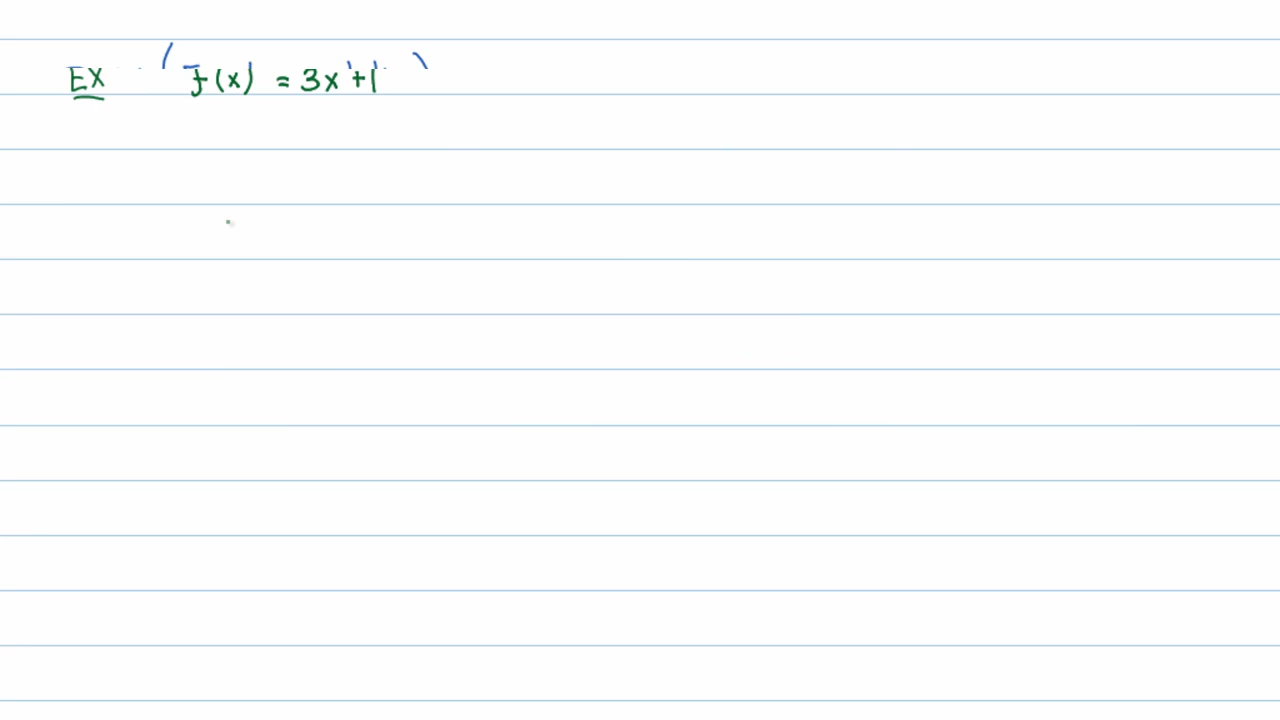 EX f(x) = 3x+1